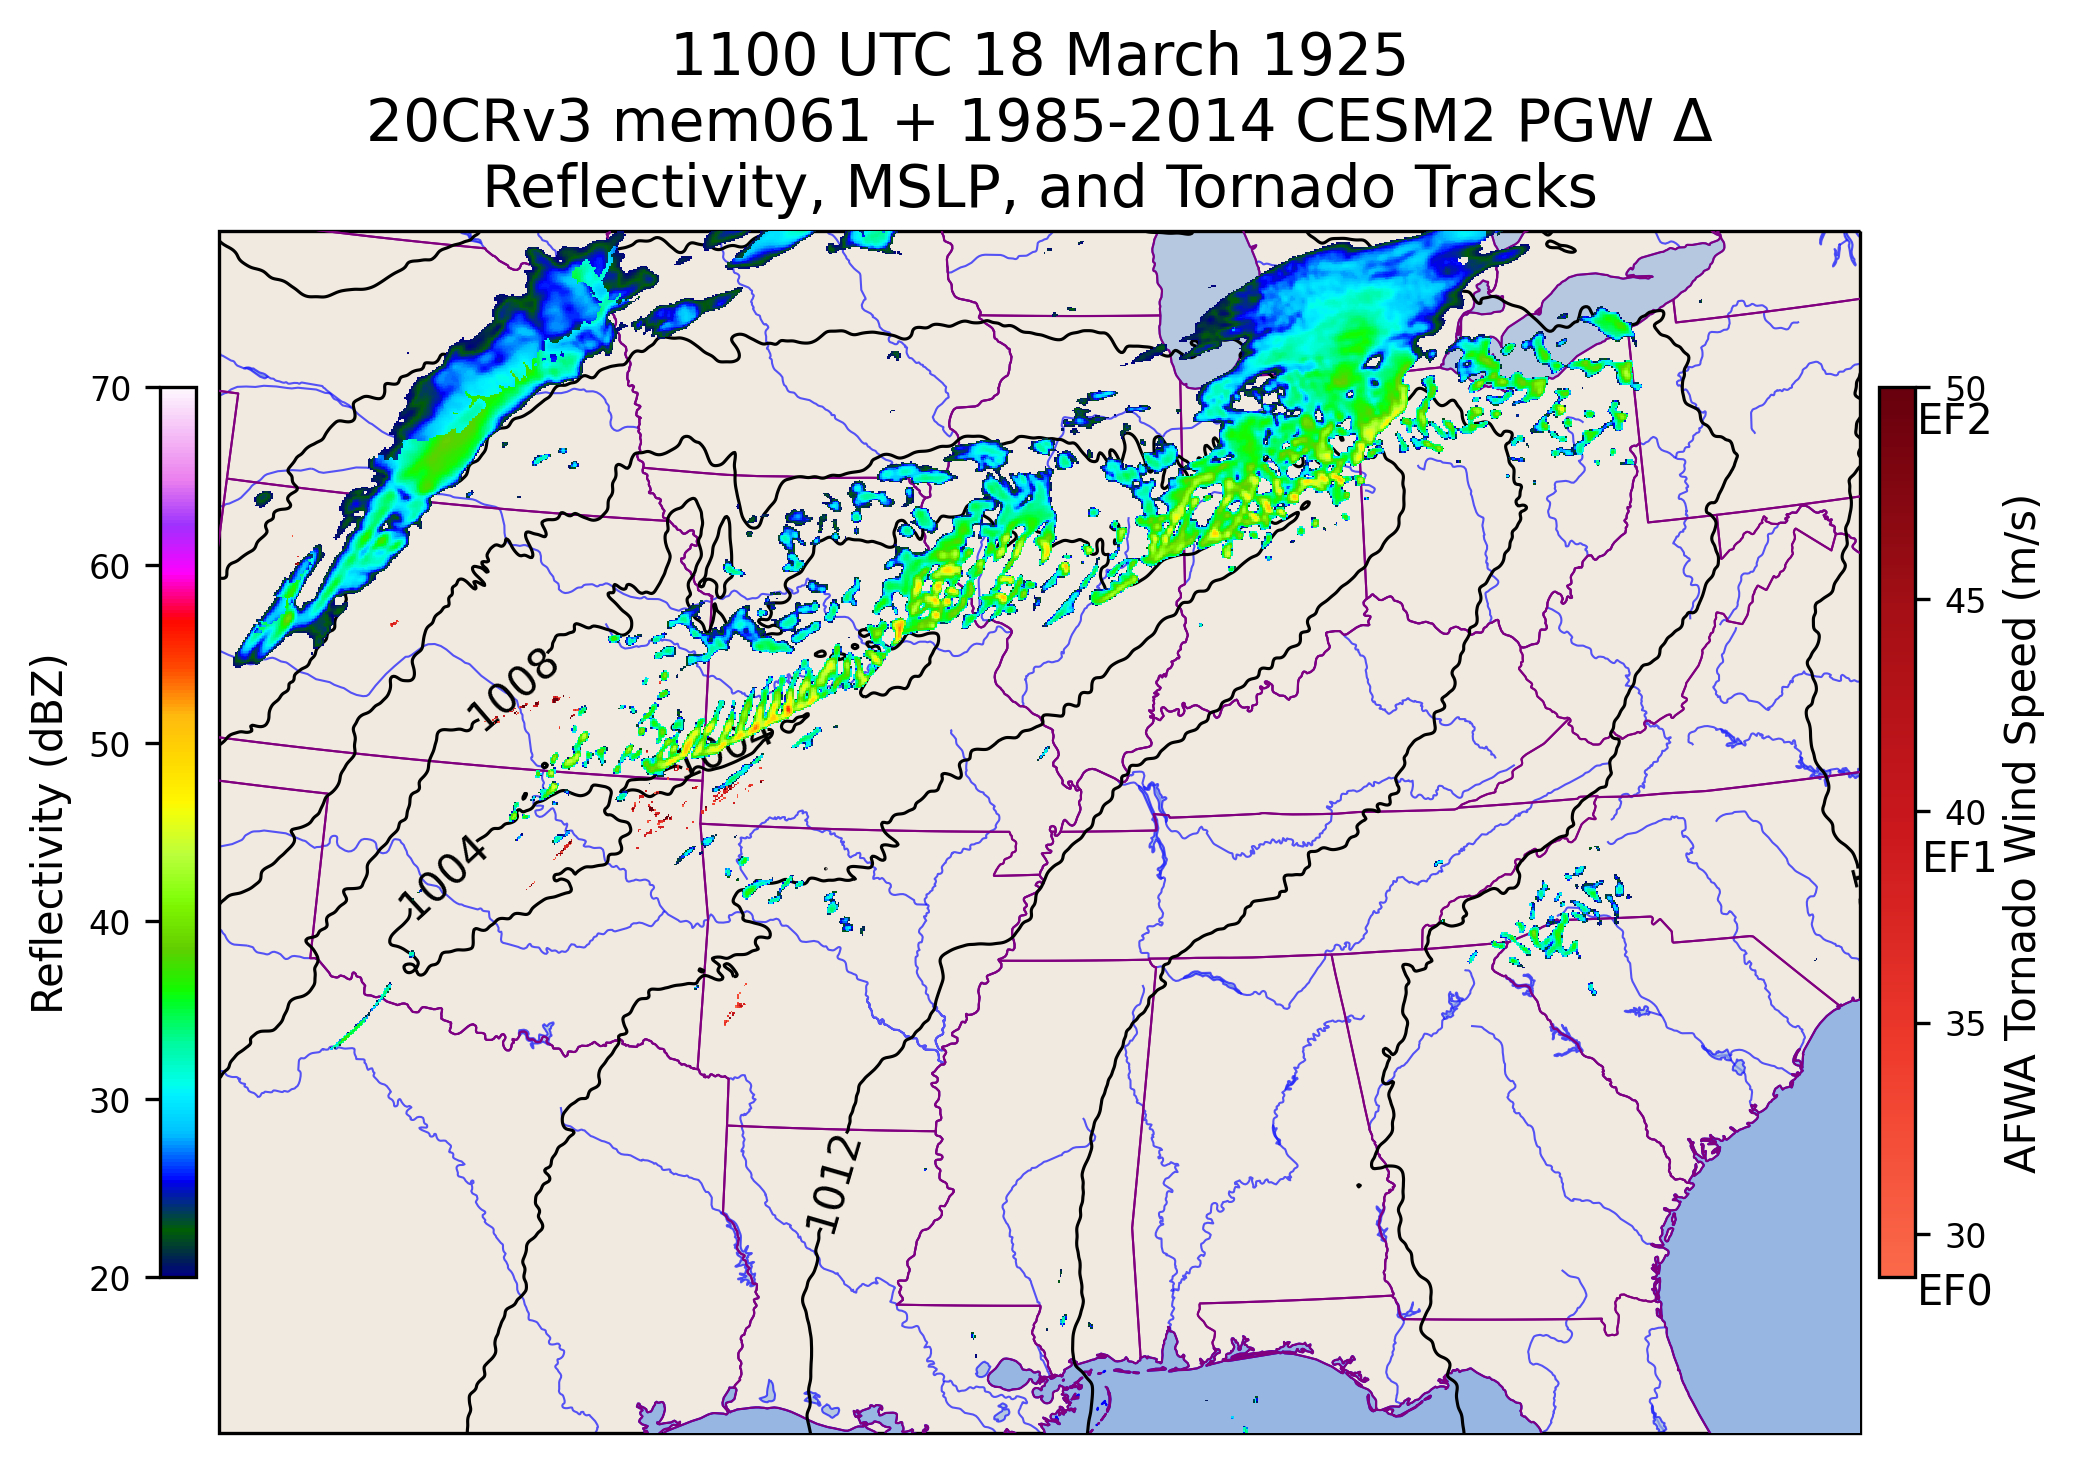 1100 UTC 18 March 1925
20CRv3 mem061 + 1985-2014 CESM2 PGW Δ
Reflectivity, MSLP, and Tornado Tracks
Reflectivity (dBZ)
70
60
50
40
30
20
1008
1004
1012
50
EF2
45
40
EF1
35
30
EF0
AFWA Tornado Wind Speed (m/s)